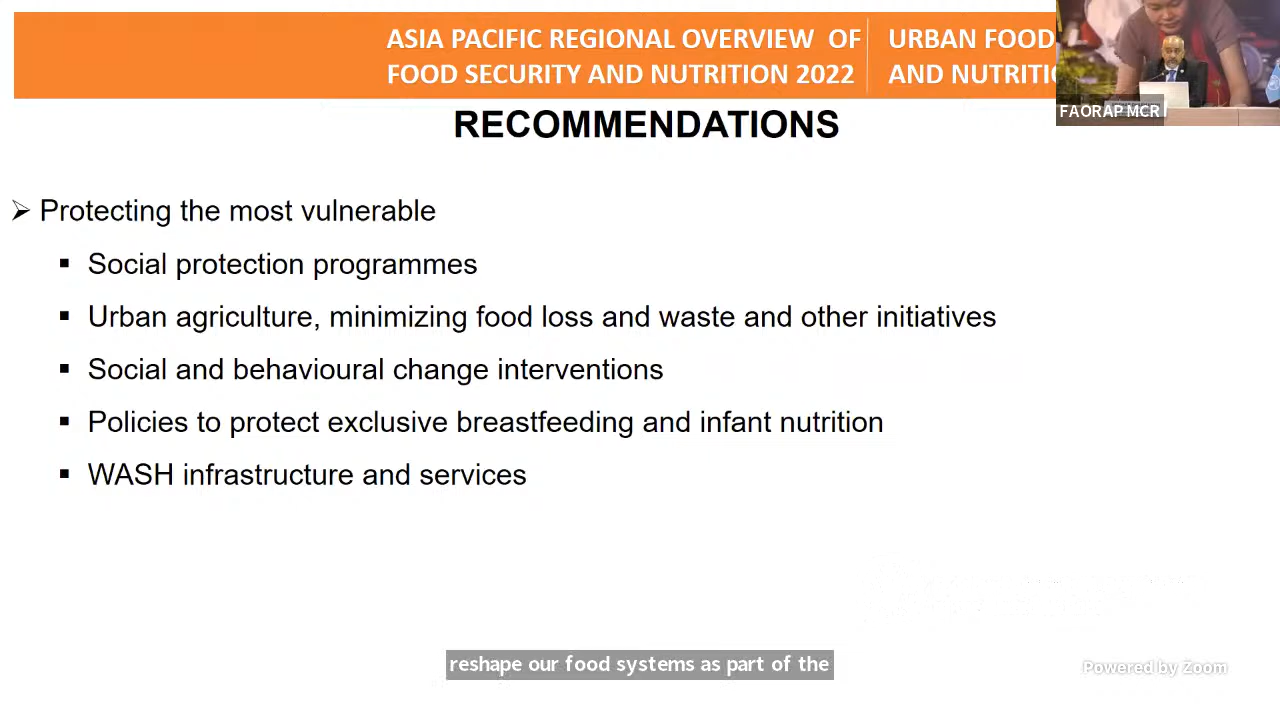 ASIA PACIFIC REGIONAL OVERVIEW OF
FOOD SECURITY AND NUTRITION 2022
URBAN FOOD
AND
FAORAP MCR
RECOMMENDATIONS
➢ Protecting the most vulnerable
▪ Social protection programmes
▪ Urban agriculture, minimizing food loss and waste and other initiatives
▪ Social and behavioural change interventions
▪ Policies to protect exclusive breastfeeding and infant nutrition
▪ WASH infrastructure and services
reshape our food systems as part of the
Powered by Zoom